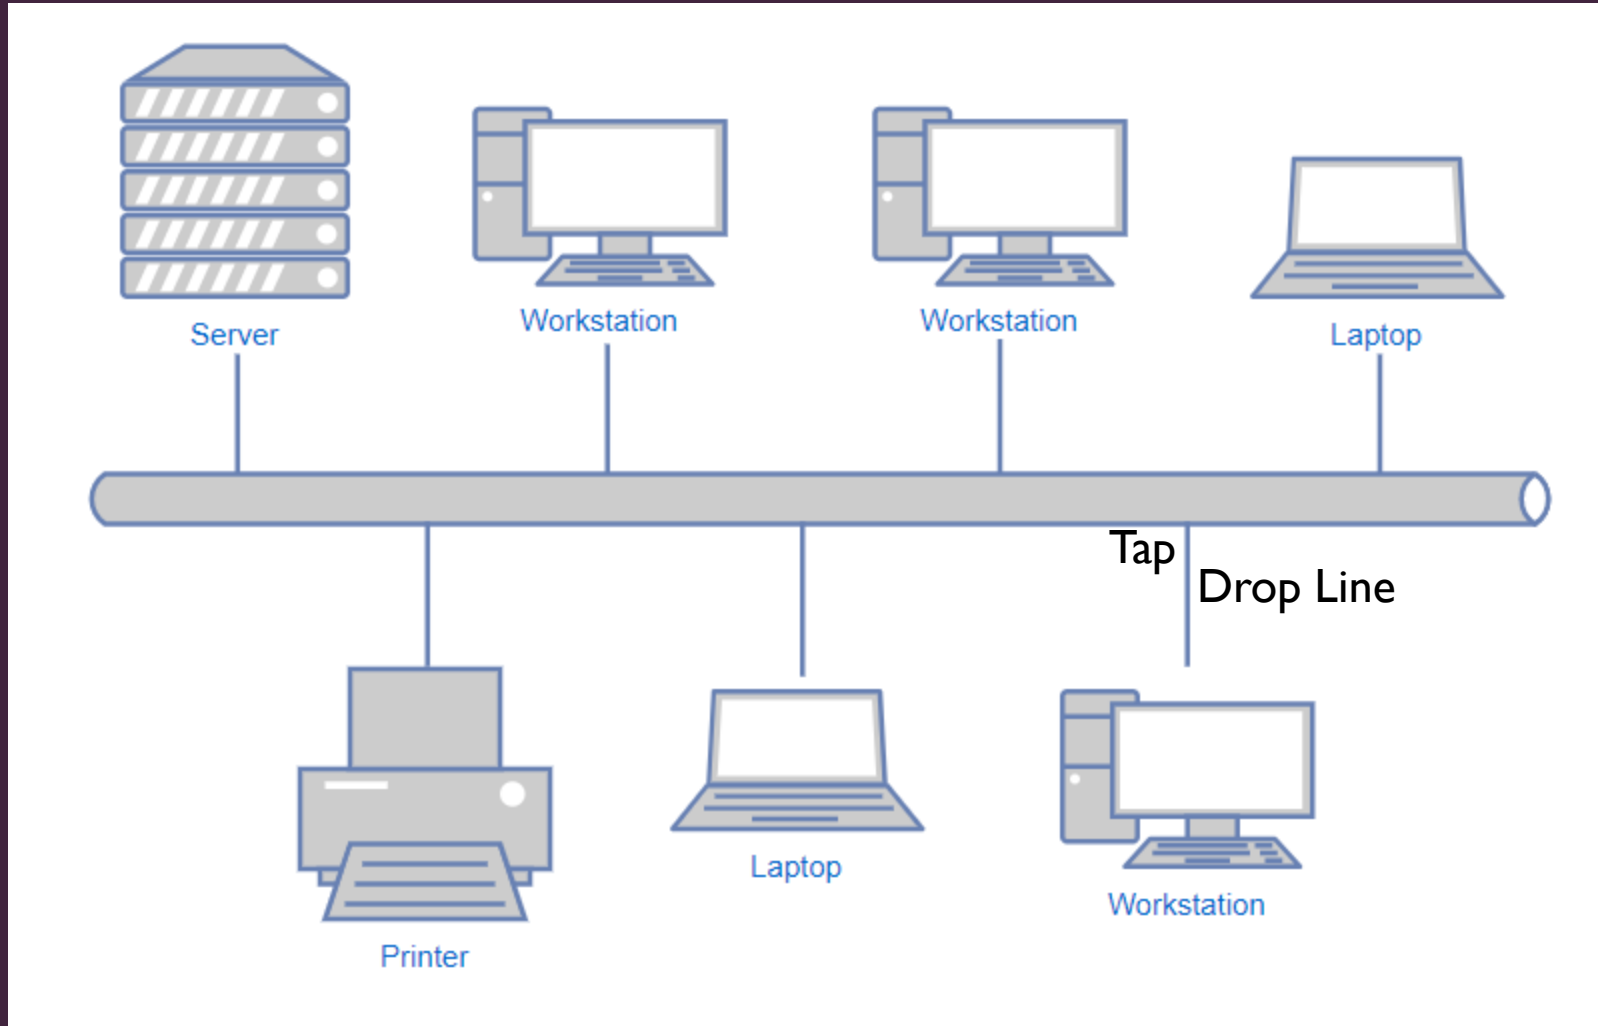 Server
Workstation
Workstation
Laptop
Tap
Drop Line
Laptop
Workstation
Printer